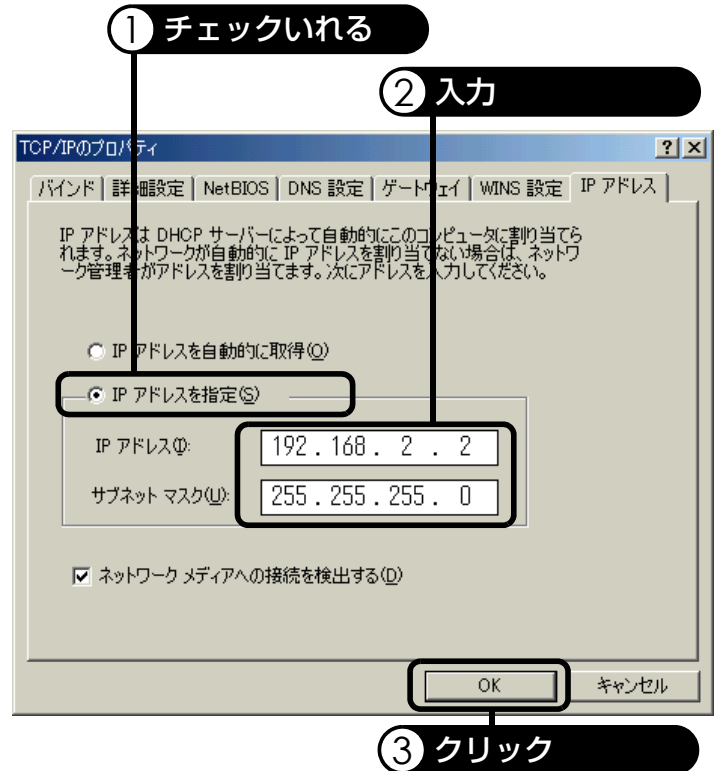 ① チェックいれる
② 入力
TCP/IPのプロパティ
? ×
バインド 詳細設定 NetBIOS DNS 設定 ゲートウェイ WINS 設定 IP アドレス
IP アドレスは DHCP サーバーによって自動的にこのコンピュータに割り当てら
れます。ネットワークが自動的に IP アドレスを割り当てない場合は、ネットワ
ーク管理者がアドレスを割り当てます。次にアドレスを入力してください。
IP アドレスを自動的に取得(O)
IP アドレスを指定(S)
IP アドレス(I): 192 . 168 . 2 . 2
サブネット マスク(U): 255 . 255 . 255 . 0
ネットワーク メディアへの接続を検出する(D)
OK キャンセル
③ クリック